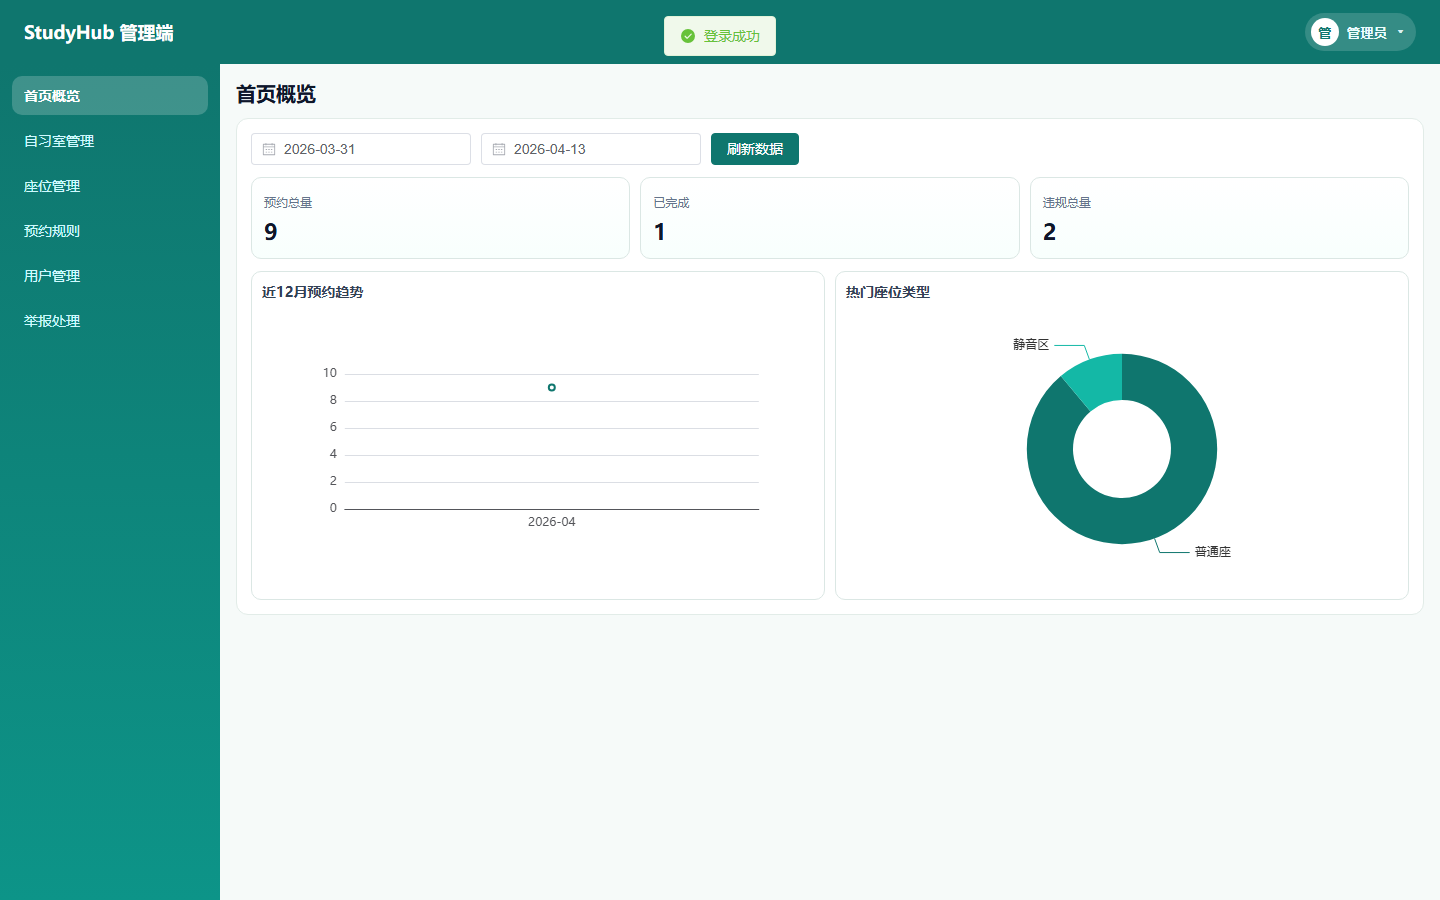 StudyHub 管理端
登录成功
管 管理员
首页概览
自习室管理
座位管理
预约规则
用户管理
举报处理
首页概览
2026-03-31
2026-04-13
刷新数据
预约总量
9
已完成
1
违规总量
2
近12月预约趋势
10
8
6
4
2
0
2026-04
热门座位类型
静音区
普通座